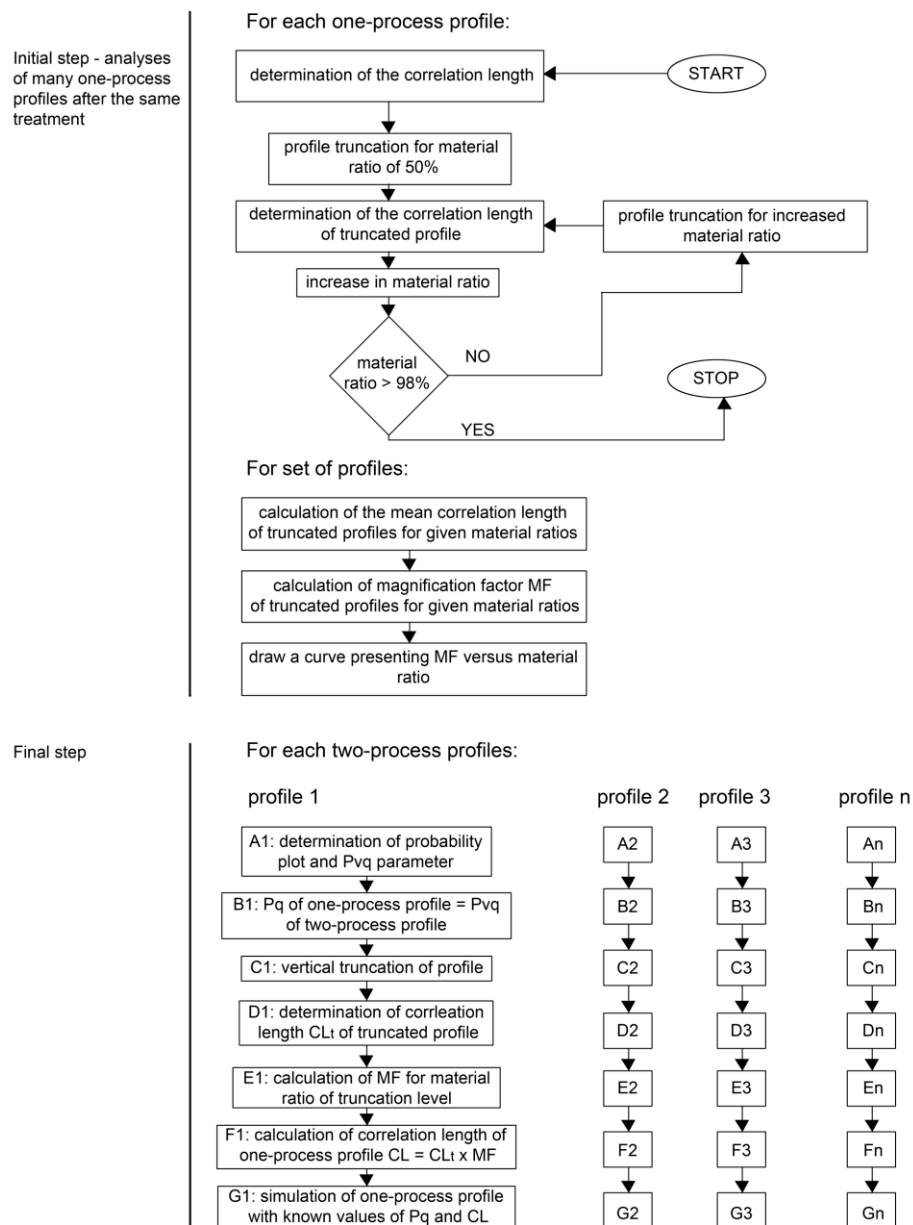 For each one-process profile:
Initial step - analyses
of many one-process
profiles after the same
treatment
determination of the correlation length
START
profile truncation for material
ratio of 50%
determination of the correlation length
of truncated profile
profile truncation for increased
material ratio
increase in material ratio
material
ratio > 98%
NO
STOP
YES
For set of profiles:
calculation of the mean correlation length
of truncated profiles for given material ratios
calculation of magnification factor MF
of truncated profiles for given material ratios
draw a curve presenting MF versus material
ratio
Final step
For each two-process profiles:
profile 1
profile 2
profile 3
profile n
A1: determination of probability
plot and Pvq parameter
A2
A3
An
B1: Pq of one-process profile = Pvq
of two-process profile
B2
B3
Bn
C1: vertical truncation of profile
C2
C3
Cn
D1: determination of corrleation
length CLt of truncated profile
D2
D3
Dn
E1: calculation of MF for material
ratio of truncation level
E2
E3
En
F1: calculation of correlation length of
one-process profile CL = CLt x MF
F2
F3
Fn
G1: simulation of one-process profile
with known values of Pq and CL
G2
G3
Gn